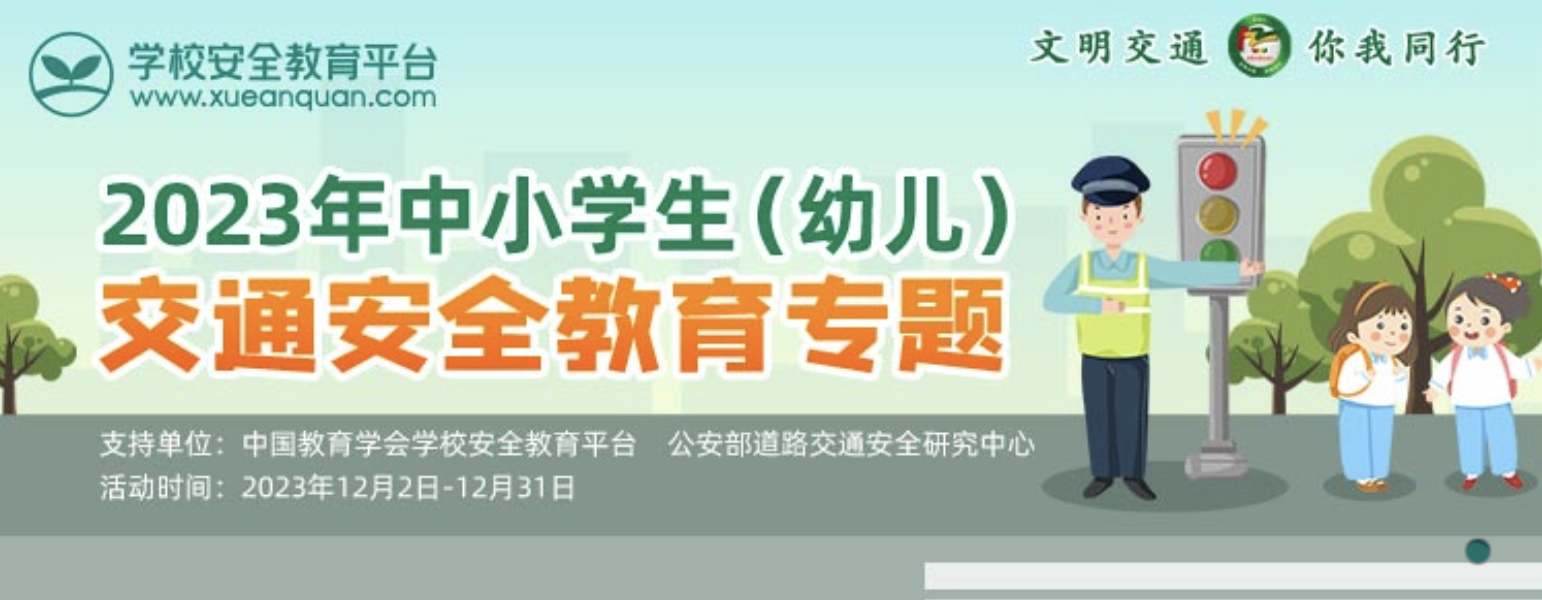 学校安全教育平台
www.xueanquan.com
文明交通 你我同行
2023年中小学生(幼儿)
交通安全教育专题
支持单位：中国教育学会学校安全教育平台 公安部道路交通安全研究中心
活动时间：2023年12月2日-12月31日